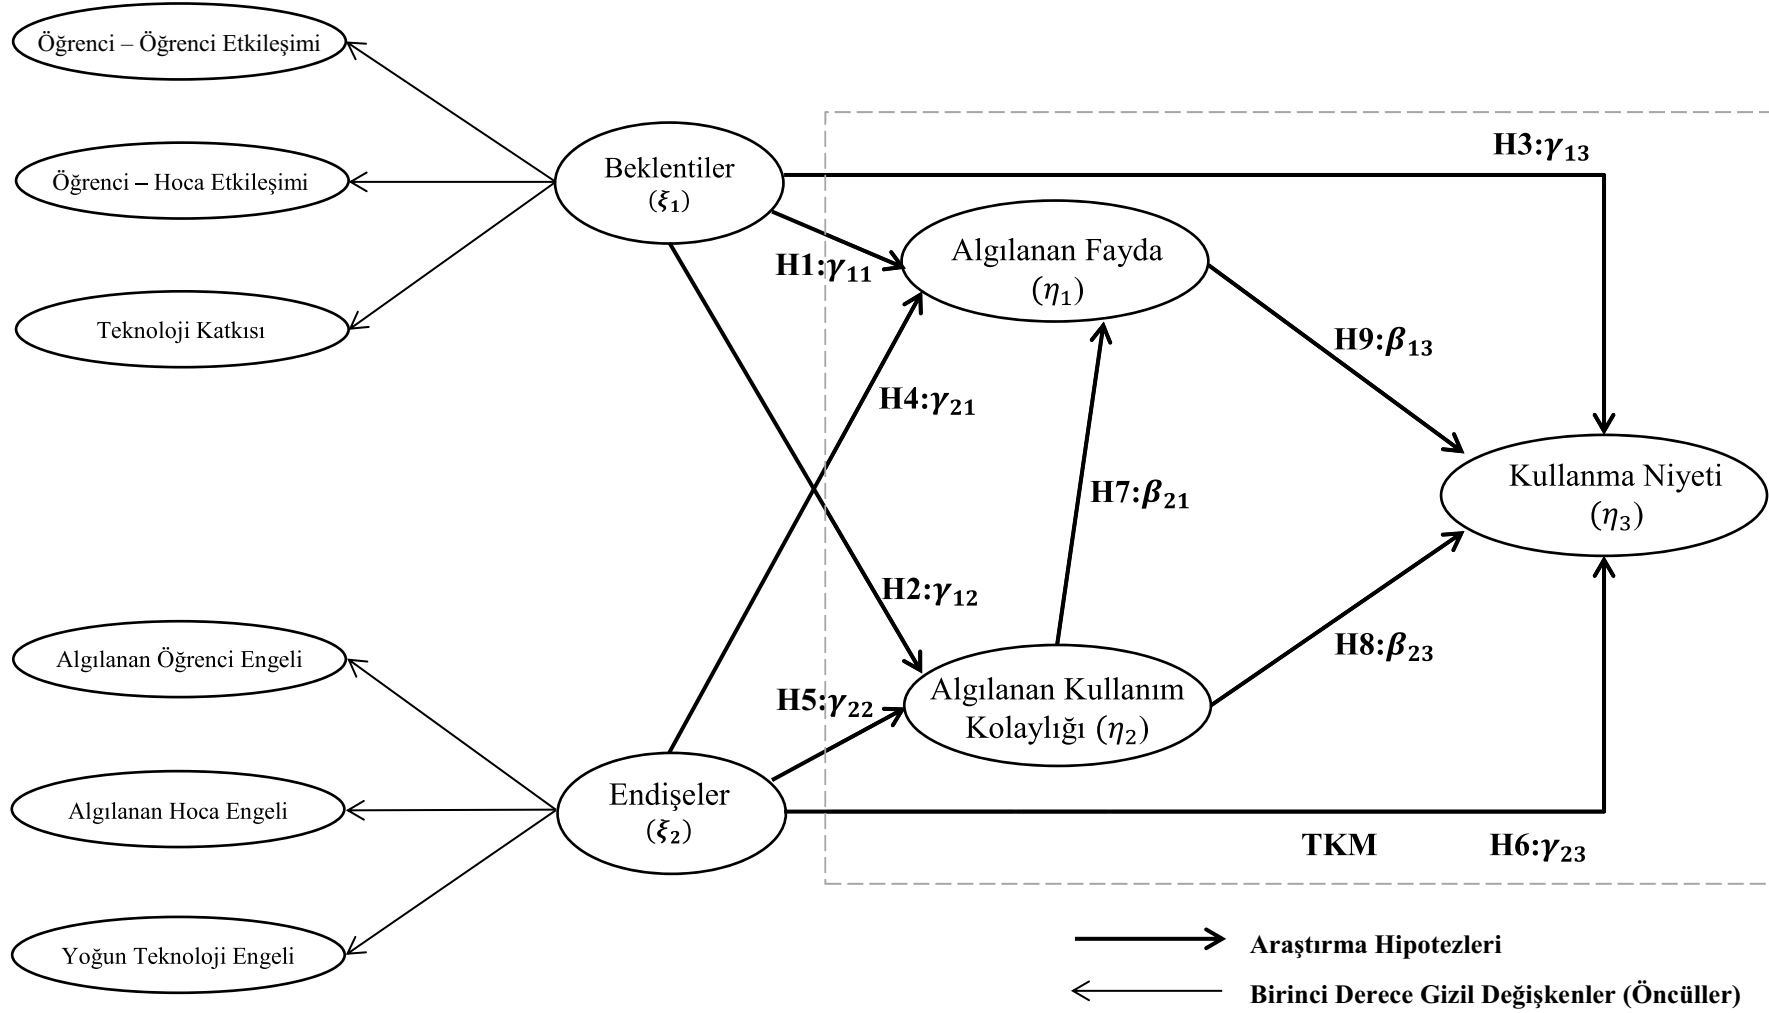 Öğrenci – Öğrenci Etkileşimi
Öğrenci – Hoca Etkileşimi
Teknoloji Katkısı
Beklentiler
(ξ₁)
H3:γ₁₃
H1:γ₁₁
Algılanan Fayda
(η₁)
H9:β₁₃
H4:γ₂₁
H7:β₂₁
Kullanma Niyeti
(η₃)
H2:γ₁₂
H8:β₂₃
Algılanan Öğrenci Engeli
Algılanan Hoca Engeli
Yoğun Teknoloji Engeli
H5:γ₂₂
Algılanan Kullanım
Kolaylığı (η₂)
Endişeler
(ξ₂)
TKM
H6:γ₂₃
Araştırma Hipotezleri
Birinci Derece Gizil Değişkenler (Öncüller)